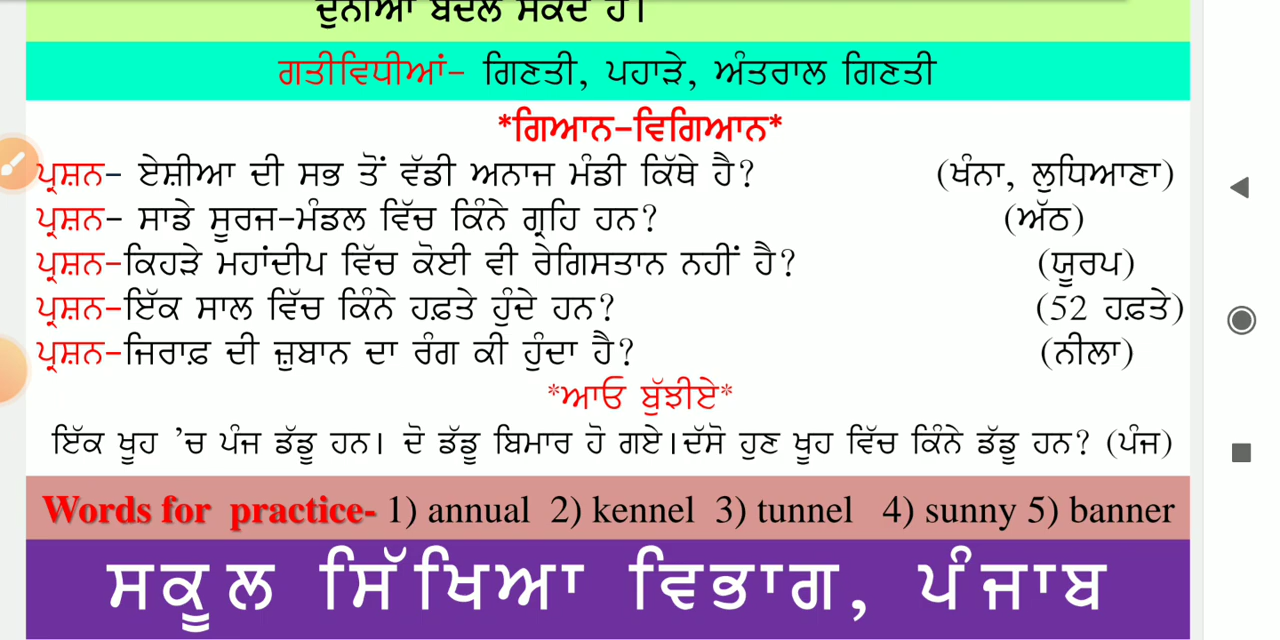 ਦੁਨੀਆਂ ਬਦਲ ਸਕਦੇ ਹੋ।
ਗਤੀਵਿਧੀਆਂ- ਗਿਣਤੀ, ਪਹਾੜੇ, ਅੰਤਰਾਲ ਗਿਣਤੀ
*ਗਿਆਨ-ਵਿਗਿਆਨ*
ਪ੍ਰਸ਼ਨ- ਏਸ਼ੀਆ ਦੀ ਸਭ ਤੋਂ ਵੱਡੀ ਅਨਾਜ ਮੰਡੀ ਕਿੱਥੇ ਹੈ? (ਖੰਨਾ, ਲੁਧਿਆਣਾ)
ਪ੍ਰਸ਼ਨ- ਸਾਡੇ ਸੂਰਜ-ਮੰਡਲ ਵਿੱਚ ਕਿੰਨੇ ਗ੍ਰਹਿ ਹਨ? (ਅੱਠ)
ਪ੍ਰਸ਼ਨ-ਕਿਹੜੇ ਮਹਾਂਦੀਪ ਵਿੱਚ ਕੋਈ ਵੀ ਰੇਗਿਸਤਾਨ ਨਹੀਂ ਹੈ? (ਯੂਰਪ)
ਪ੍ਰਸ਼ਨ-ਇੱਕ ਸਾਲ ਵਿੱਚ ਕਿੰਨੇ ਹਫ਼ਤੇ ਹੁੰਦੇ ਹਨ? (52 ਹਫ਼ਤੇ)
ਪ੍ਰਸ਼ਨ-ਜਿਰਾਫ਼ ਦੀ ਜ਼ੁਬਾਨ ਦਾ ਰੰਗ ਕੀ ਹੁੰਦਾ ਹੈ? (ਨੀਲਾ)
*ਆਓ ਬੁੱਝੀਏ*
ਇੱਕ ਖੂਹ 'ਚ ਪੰਜ ਡੱਡੂ ਹਨ। ਦੋ ਡੱਡੂ ਬਿਮਾਰ ਹੋ ਗਏ।ਦੱਸੋ ਹੁਣ ਖੂਹ ਵਿੱਚ ਕਿੰਨੇ ਡੱਡੂ ਹਨ? (ਪੰਜ)
Words for practice- 1) annual 2) kennel 3) tunnel 4) sunny 5) banner
ਸਕੂਲ ਸਿੱਖਿਆ ਵਿਭਾਗ, ਪੰਜਾਬ